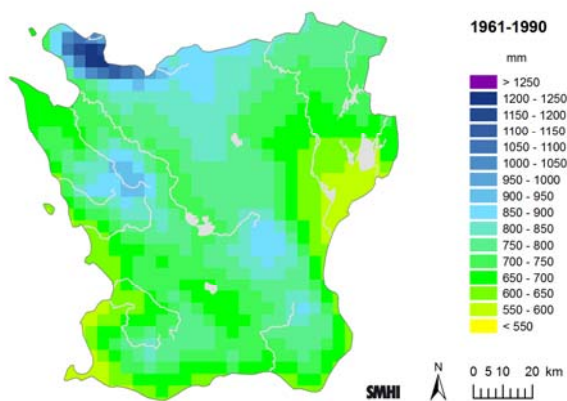 1961-1990
mm
> 1250
1200 - 1250
1150 - 1200
1100 - 1150
1050 - 1100
1000 - 1050
950 - 1000
900 - 950
850 - 900
800 - 850
750 - 800
700 - 750
650 - 700
600 - 650
550 - 600
< 550
SMHI
N
0 5 10 20 km